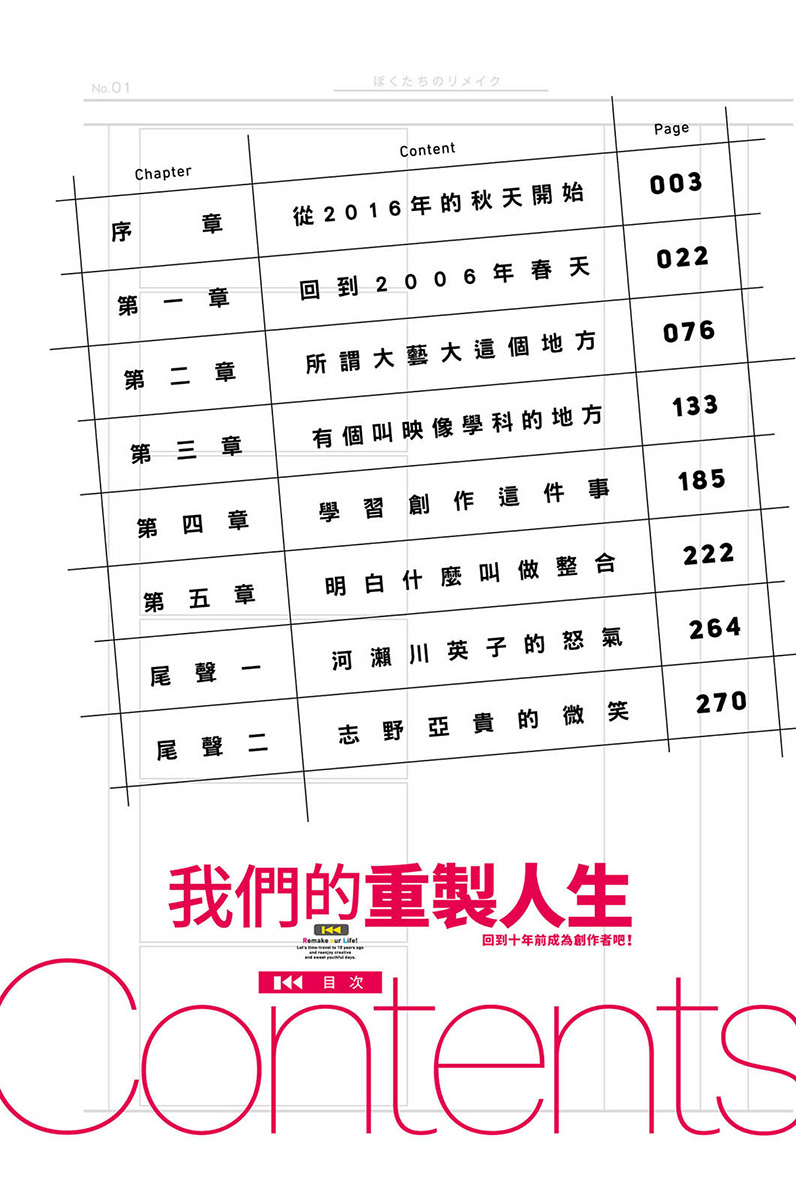 No.01
ぼくたちのリメイク
Chapter Content Page
序章 從2016年的秋天開始 003
第一章 回到2006年春天 022
第二章 所謂大藝大這個地方 076
第三章 有個叫映像學科的地方 133
第四章 學習創作這件事 185
第五章 明白什麼叫做整合 222
尾聲一 河瀨川英子的怒氣 264
尾聲二 志野亞貴的微笑 270
我們的重製人生
Remake our Life!
回到十年前成為創作者吧！
Let's time-travel to 10 years ago
and reenjoy creative
and sweet youthful days.
目次
Contents